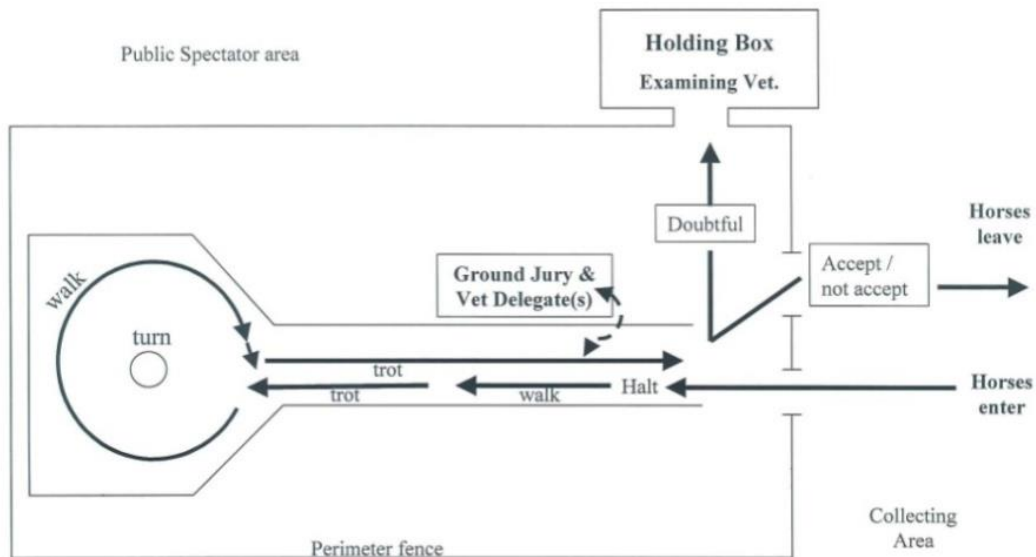 Public Spectator area
Holding Box
Examining Vet.
Doubtful
Horses
leave
Accept /
not accept
Ground Jury &
Vet Delegate(s)
walk
turn
trot
trot
walk
Halt
Horses
enter
Collecting
Area
Perimeter fence